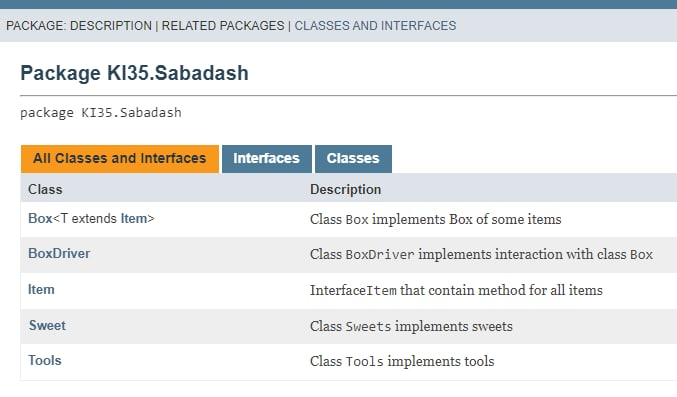 PACKAGE: DESCRIPTION | RELATED PACKAGES | CLASSES AND INTERFACES
Package KI35.Sabadash
package KI35.Sabadash
All Classes and Interfaces Interfaces Classes
Class Description
Box<T extends Item> Class Box implements Box of some items
BoxDriver Class BoxDriver implements interaction with class Box
Item InterfaceItem that contain method for all items
Sweet Class Sweets implements sweets
Tools Class Tools implements tools